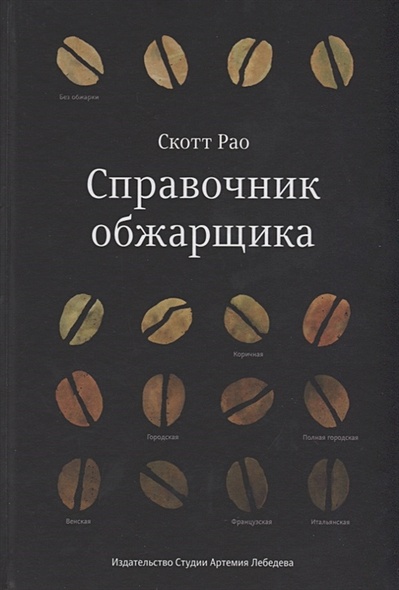 Без обжарки
Скотт Рао
Справочник
обжарщика
Коричная
Городская
Полная городская
Венская
Французская
Итальянская
Издательство Студии Артемия Лебедева